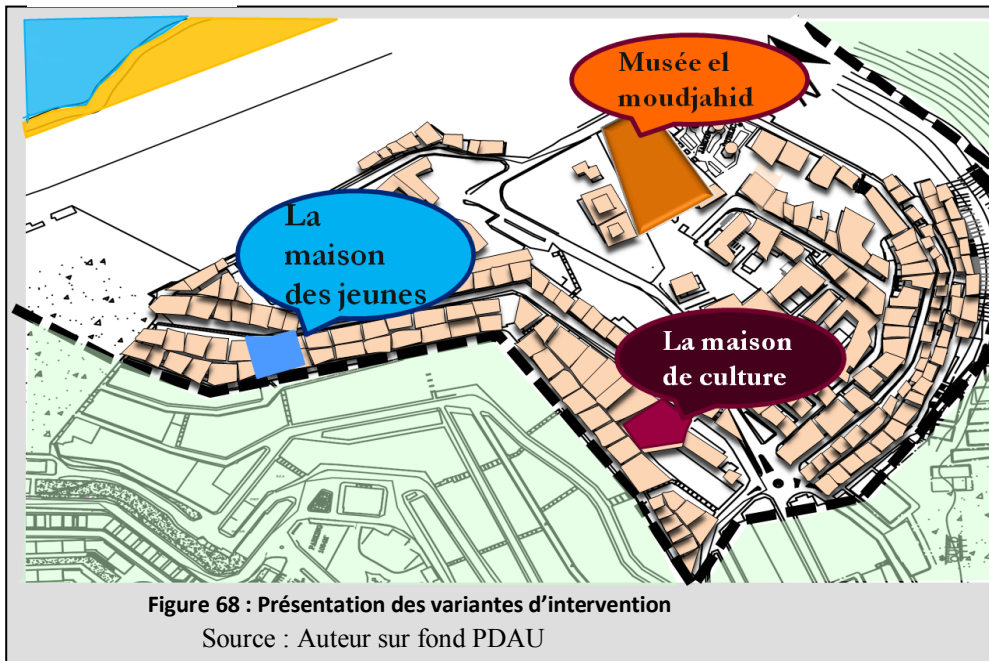 Musée el
moudjahid
La
maison
des jeunes
La maison
de culture
Figure 68 : Présentation des variantes d’intervention
Source : Auteur sur fond PDAU